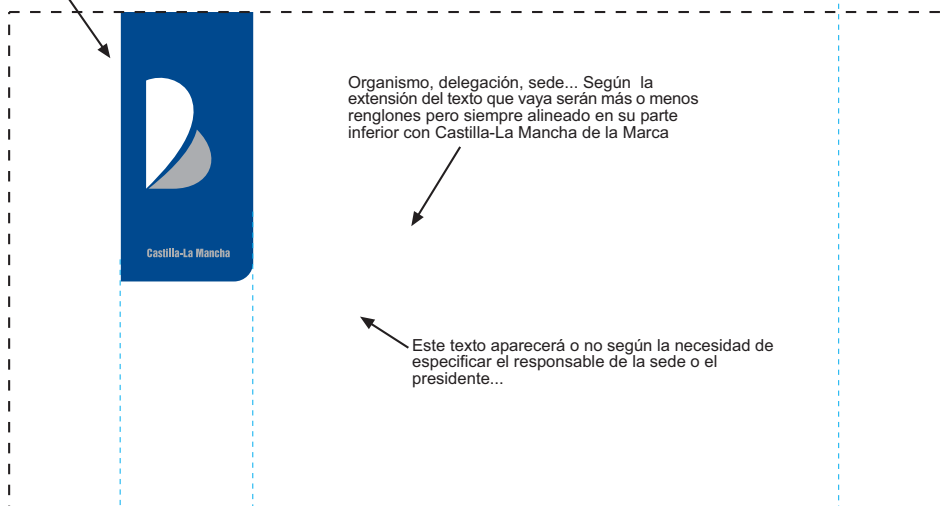 Organismo, delegación, sede... Según  la
extensión del texto que vaya serán más o menos
renglones pero siempre alineado en su parte
inferior con Castilla-La Mancha de la Marca
Castilla-La Mancha
Este texto aparecerá o no según la necesidad de
especificar el responsable de la sede o el
presidente...